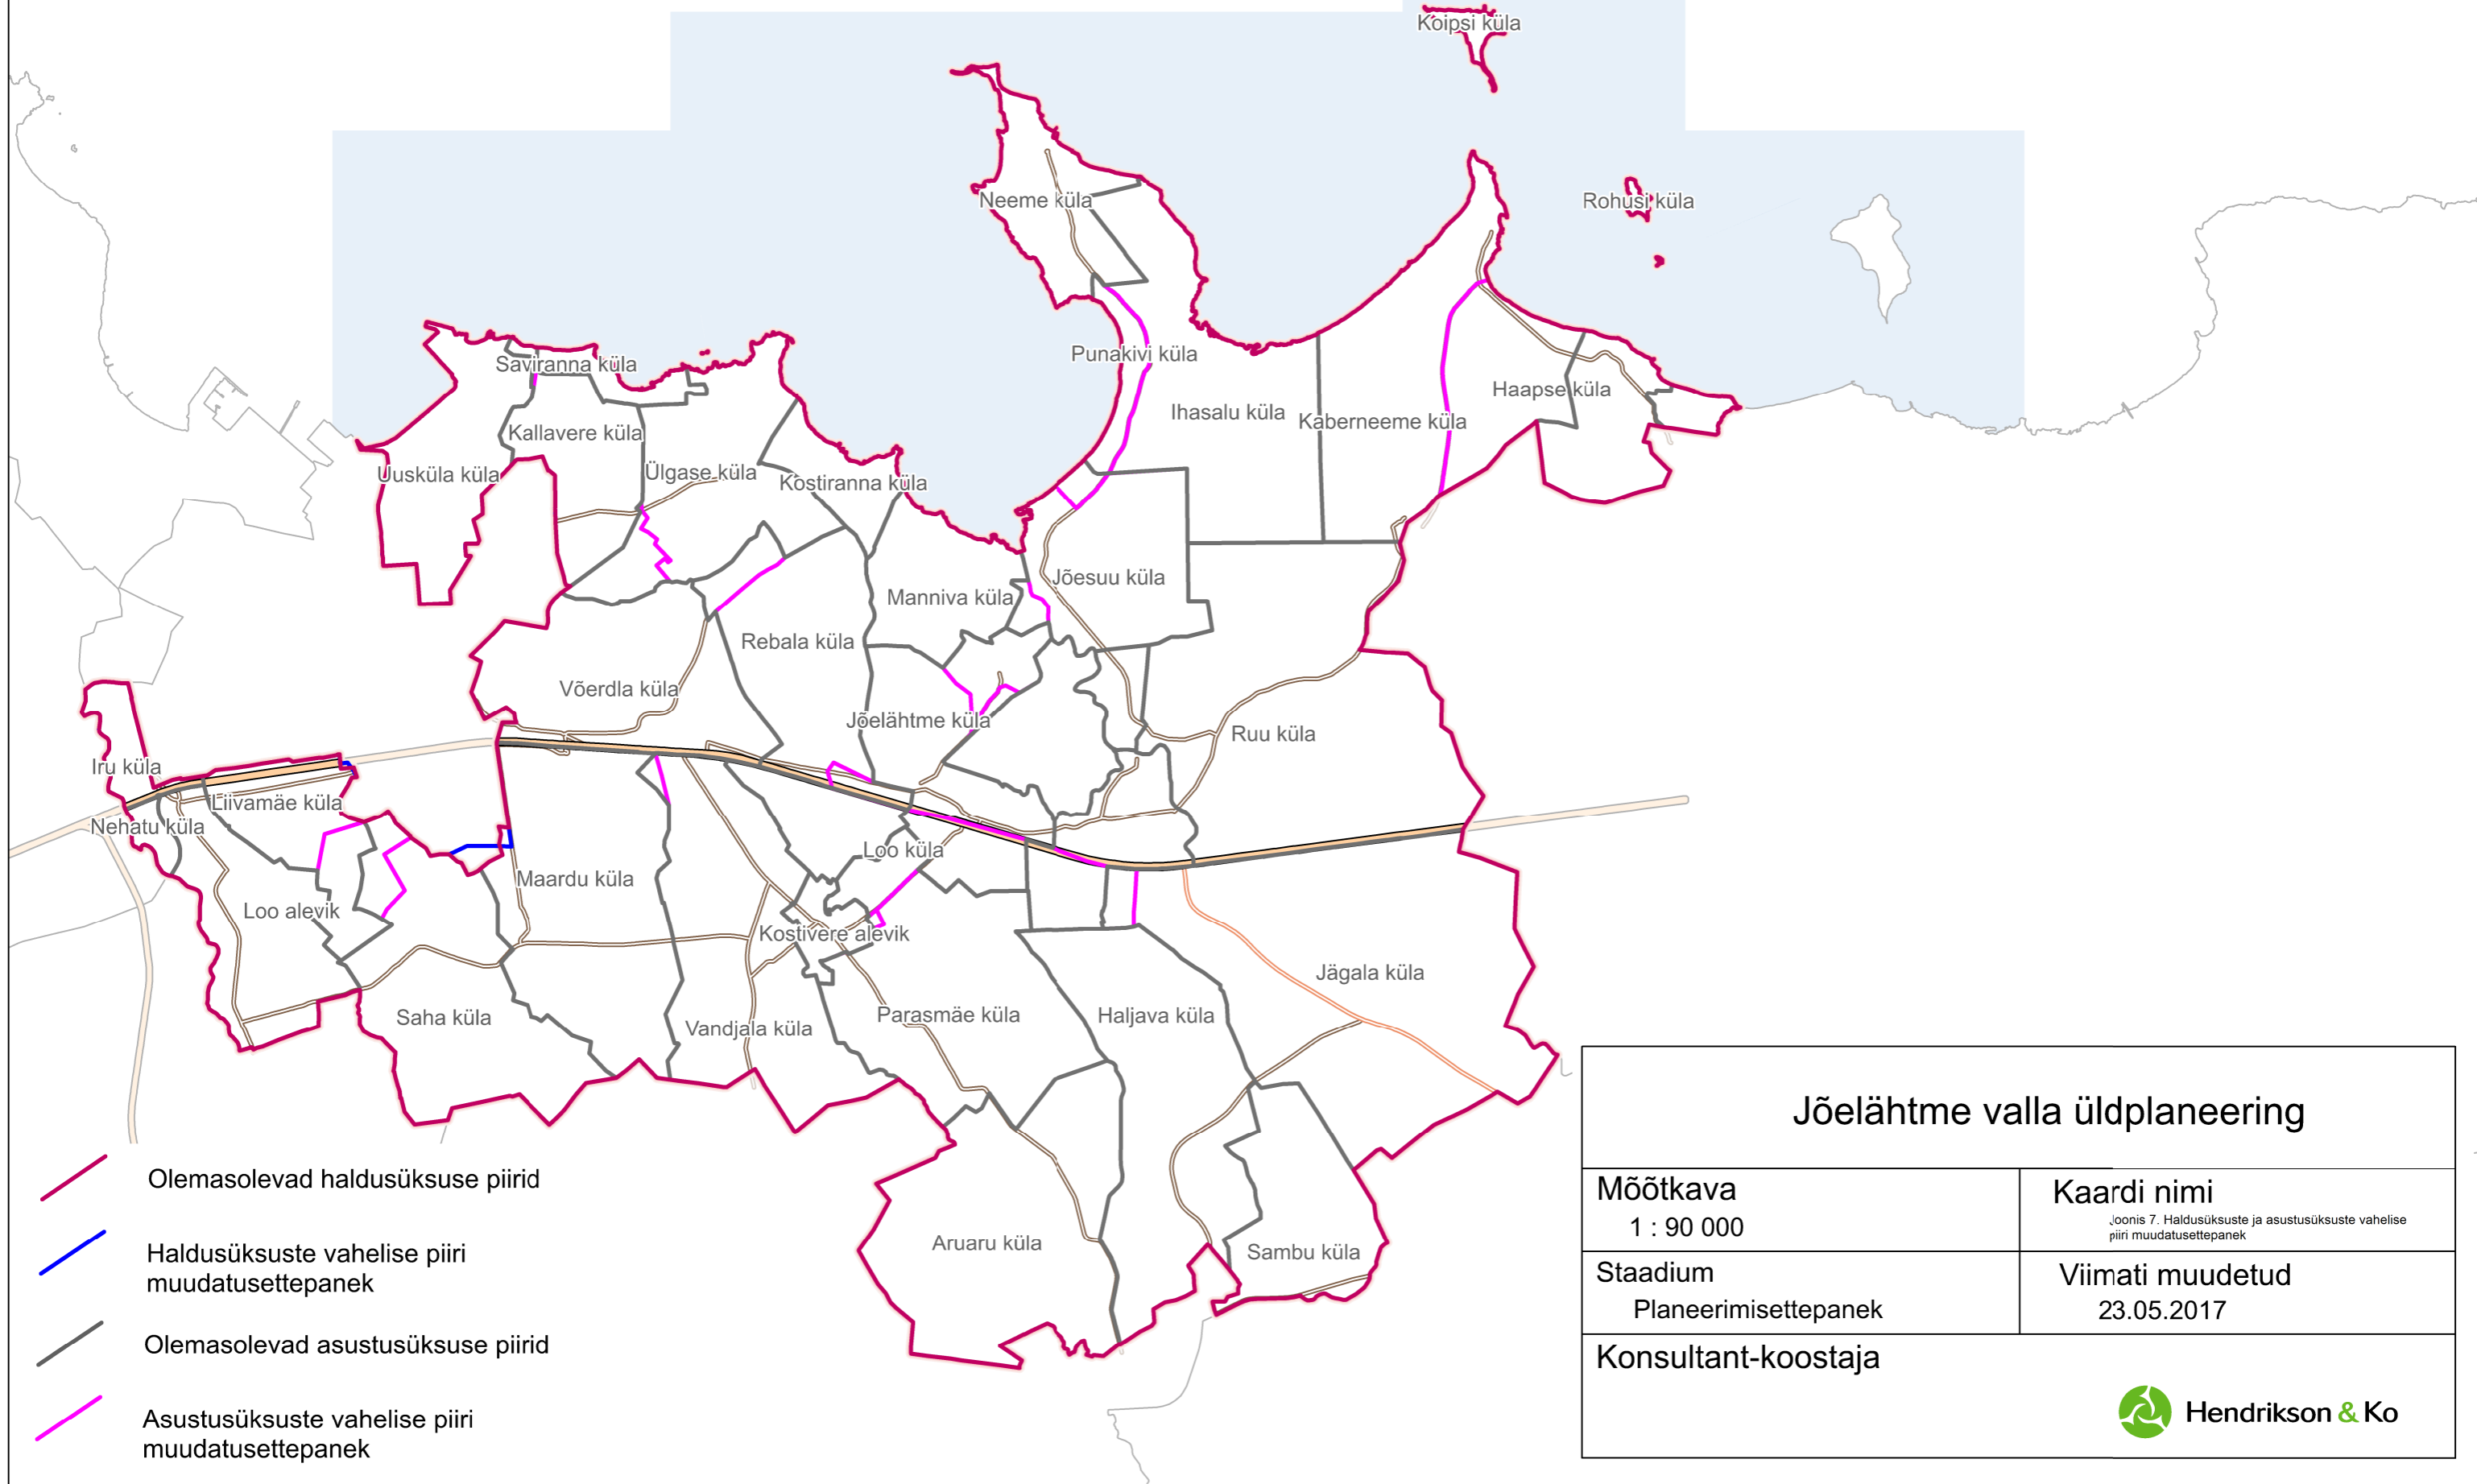 Koipsi küla
Neeme küla
Rohusi küla
Saviranna küla
Punakivi küla
Haapse küla
Ihasalu küla
Kaberneeme küla
Kallavere küla
Uusküla küla
Ülgase küla
Kostiranna küla
Jõesuu küla
Manniva küla
Rebala küla
Võerdla küla
Jõelähtme küla
Ruu küla
Iru küla
Liivamäe küla
Nehatu küla
Loo küla
Maardu küla
Loo alevik
Kostivere alevik
Jägala küla
Saha küla
Vandjala küla
Parasmäe küla
Haljava küla
Aruaru küla
Sambu küla
Olemasolevad haldusüksuse piirid
Haldusüksuste vahelise piiri
muudatusettepanek
Olemasolevad asustusüksuse piirid
Asustusüksuste vahelise piiri
muudatusettepanek
Jõelähtme valla üldplaneering
Mõõtkava
1 : 90 000
Kaardi nimi
Joonis 7. Haldusüksuste ja asustusüksuste vahelise
piiri muudatusettepanek
Staadium
Planeerimisettepanek
Viimati muudetud
23.05.2017
Konsultant-koostaja
Hendrikson & Ko